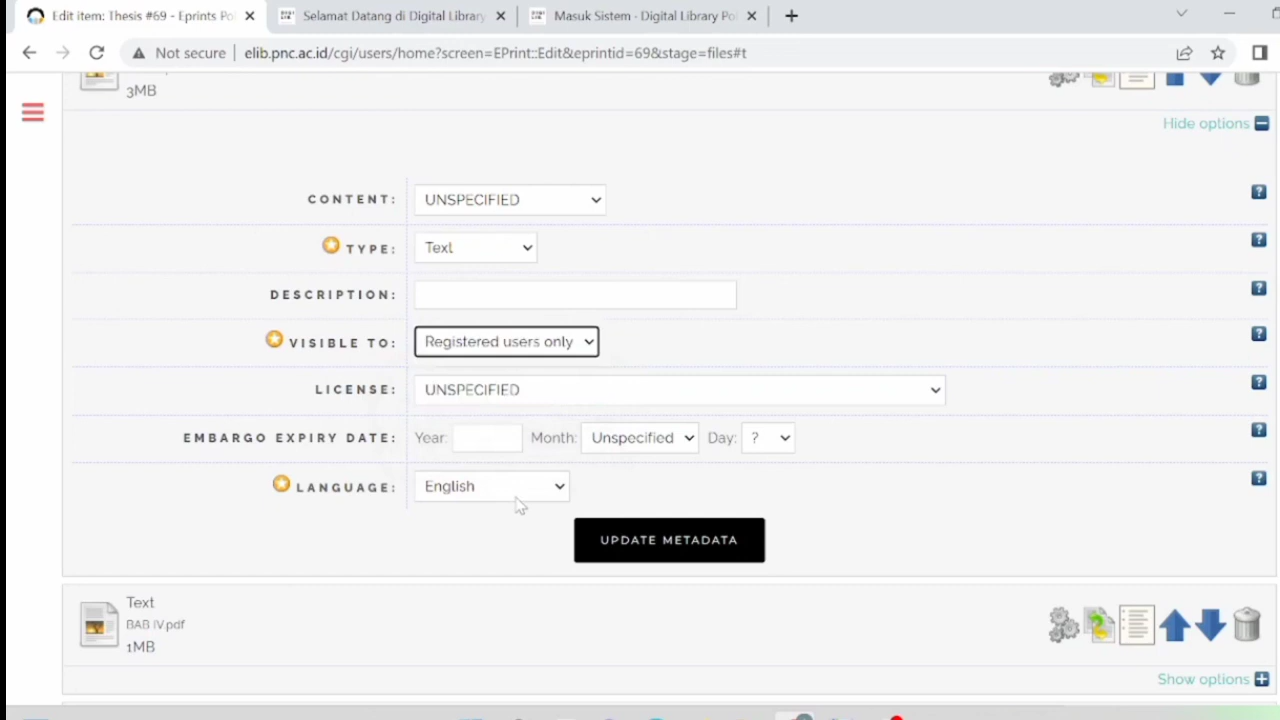 Edit item: Thesis #69 - Eprints Po
Selamat Datang di Digital Library
Masuk Sistem - Digital Library Po
Not secure
elib.pnc.ac.id/cgi/users/home?screen=EPrint::Edit&eprintid=69&stage=files#t
3MB
Hide options
CONTENT: UNSPECIFIED
TYPE: Text
DESCRIPTION:
VISIBLE TO: Registered users only
LICENSE: UNSPECIFIED
EMBARGO EXPIRY DATE: Year: Month: Unspecified Day: ?
LANGUAGE: English
UPDATE METADATA
Text
BAB IV.pdf
1MB
Show options